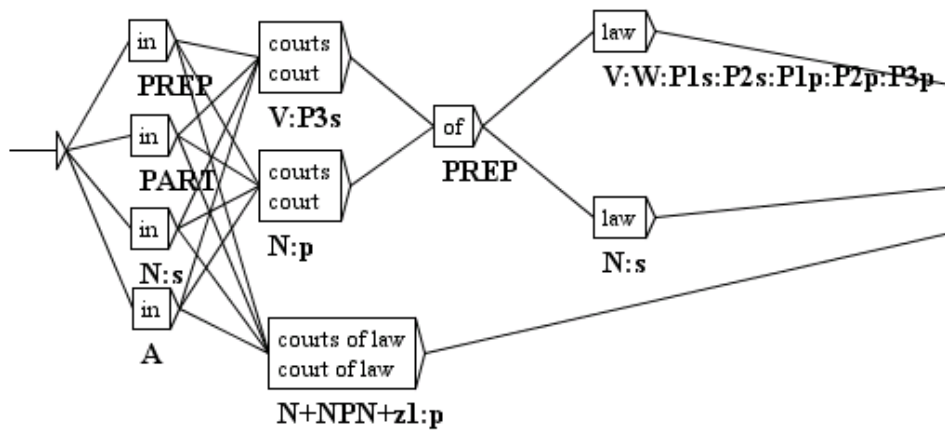 in
PREP
in
PART
in
N:s
in
A
courts
court
V:P3s
courts
court
N:p
courts of law
court of law
N+NPN+z1:p
of
PREP
law
V:W:P1s:P2s:P1p:P2p:P3p
law
N:s